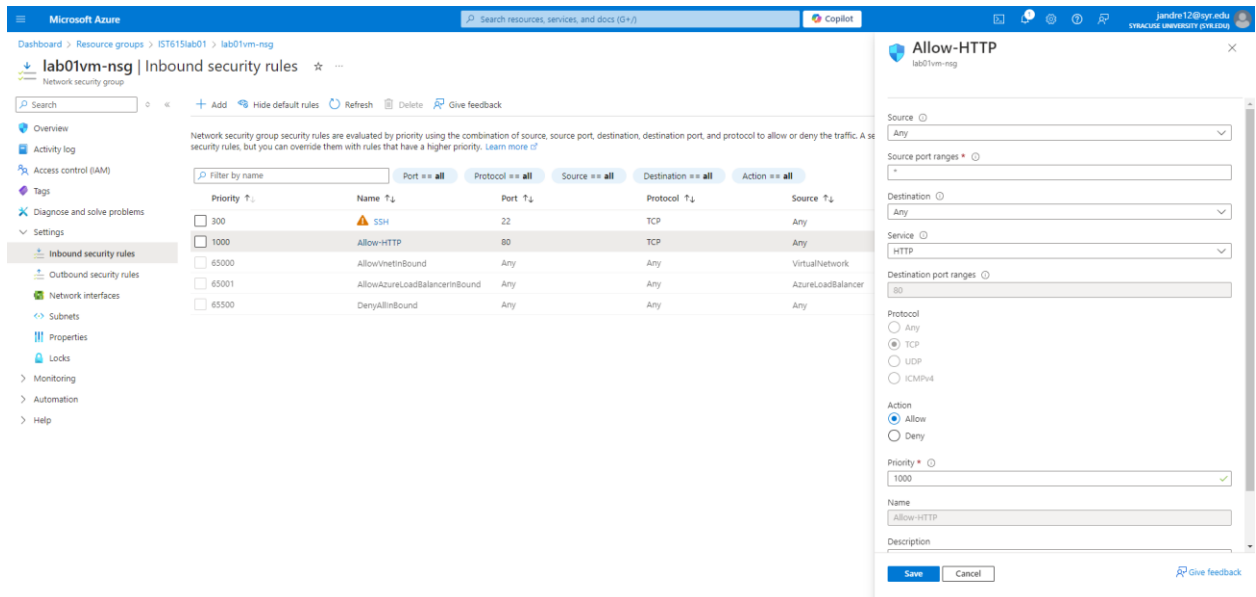 Microsoft Azure
Search resources, services, and docs (G+/)
Copilot
1
jandre12@syr.edu
SYRACUSE UNIVERSITY (SYR.EDU)
Dashboard > Resource groups > IST615lab01 > lab01vm-nsg
lab01vm-nsg | Inbound security rules
Network security group
Search
Overview
Activity log
Access control (IAM)
Tags
Diagnose and solve problems
Settings
Inbound security rules
Outbound security rules
Network interfaces
Subnets
Properties
Locks
Monitoring
Automation
Help
Add Hide default rules Refresh Delete Give feedback
Network security group security rules are evaluated by priority using the combination of source, source port, destination, destination port, and protocol to allow or deny the traffic. A se
security rules, but you can override them with rules that have a higher priority. Learn more
Filter by name
Port == all Protocol == all Source == all Destination == all Action == all
Priority ↑ Name ↑↓ Port ↑↓ Protocol ↑↓ Source ↑↓
300 SSH 22 TCP Any
1000 Allow-HTTP 80 TCP Any
65000 AllowVnetInBound Any Any VirtualNetwork
65001 AllowAzureLoadBalancerInBound Any Any AzureLoadBalancer
65500 DenyAllInBound Any Any Any
Allow-HTTP
lab01vm-nsg
Source
Any
Source port ranges *
*
Destination
Any
Service
HTTP
Destination port ranges
80
Protocol
Any
TCP
UDP
ICMPv4
Action
Allow
Deny
Priority *
1000
Name
Allow-HTTP
Description
Save Cancel Give feedback